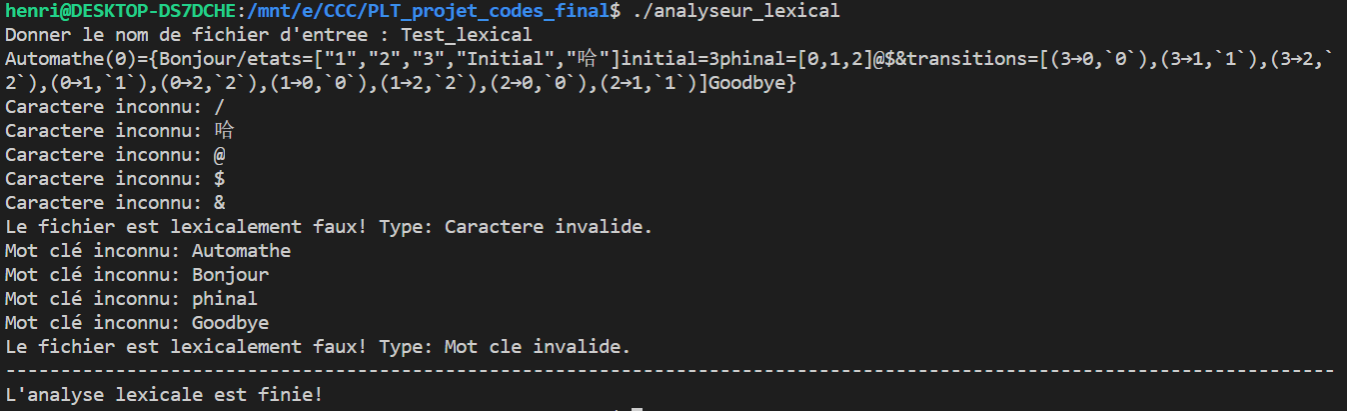 henri@DESKTOP-DS7DCHE:/mnt/e/CCC/PLT_projet_codes_final$ ./analyseur_lexical
Donner le nom de fichier d'entree : Test_lexical
Automathe(0)={Bonjour/etats=["1","2","3","Initial","哈"]initial=3phinal=[0,1,2]@$&transitions=[(3→0,`0`),(3→1,`1`),(3→2,`
2`),(0→1,`1`),(0→2,`2`),(1→0,`0`),(1→2,`2`),(2→0,`0`),(2→1,`1`)]Goodbye}
Caractere inconnu: /
Caractere inconnu: 哈
Caractere inconnu: @
Caractere inconnu: $
Caractere inconnu: &
Le fichier est lexicalement faux! Type: Caractere invalide.
Mot clé inconnu: Automathe
Mot clé inconnu: Bonjour
Mot clé inconnu: phinal
Mot clé inconnu: Goodbye
Le fichier est lexicalement faux! Type: Mot cle invalide.
------------------------------------------------------------------------------------------------------------------------
L'analyse lexicale est finie!